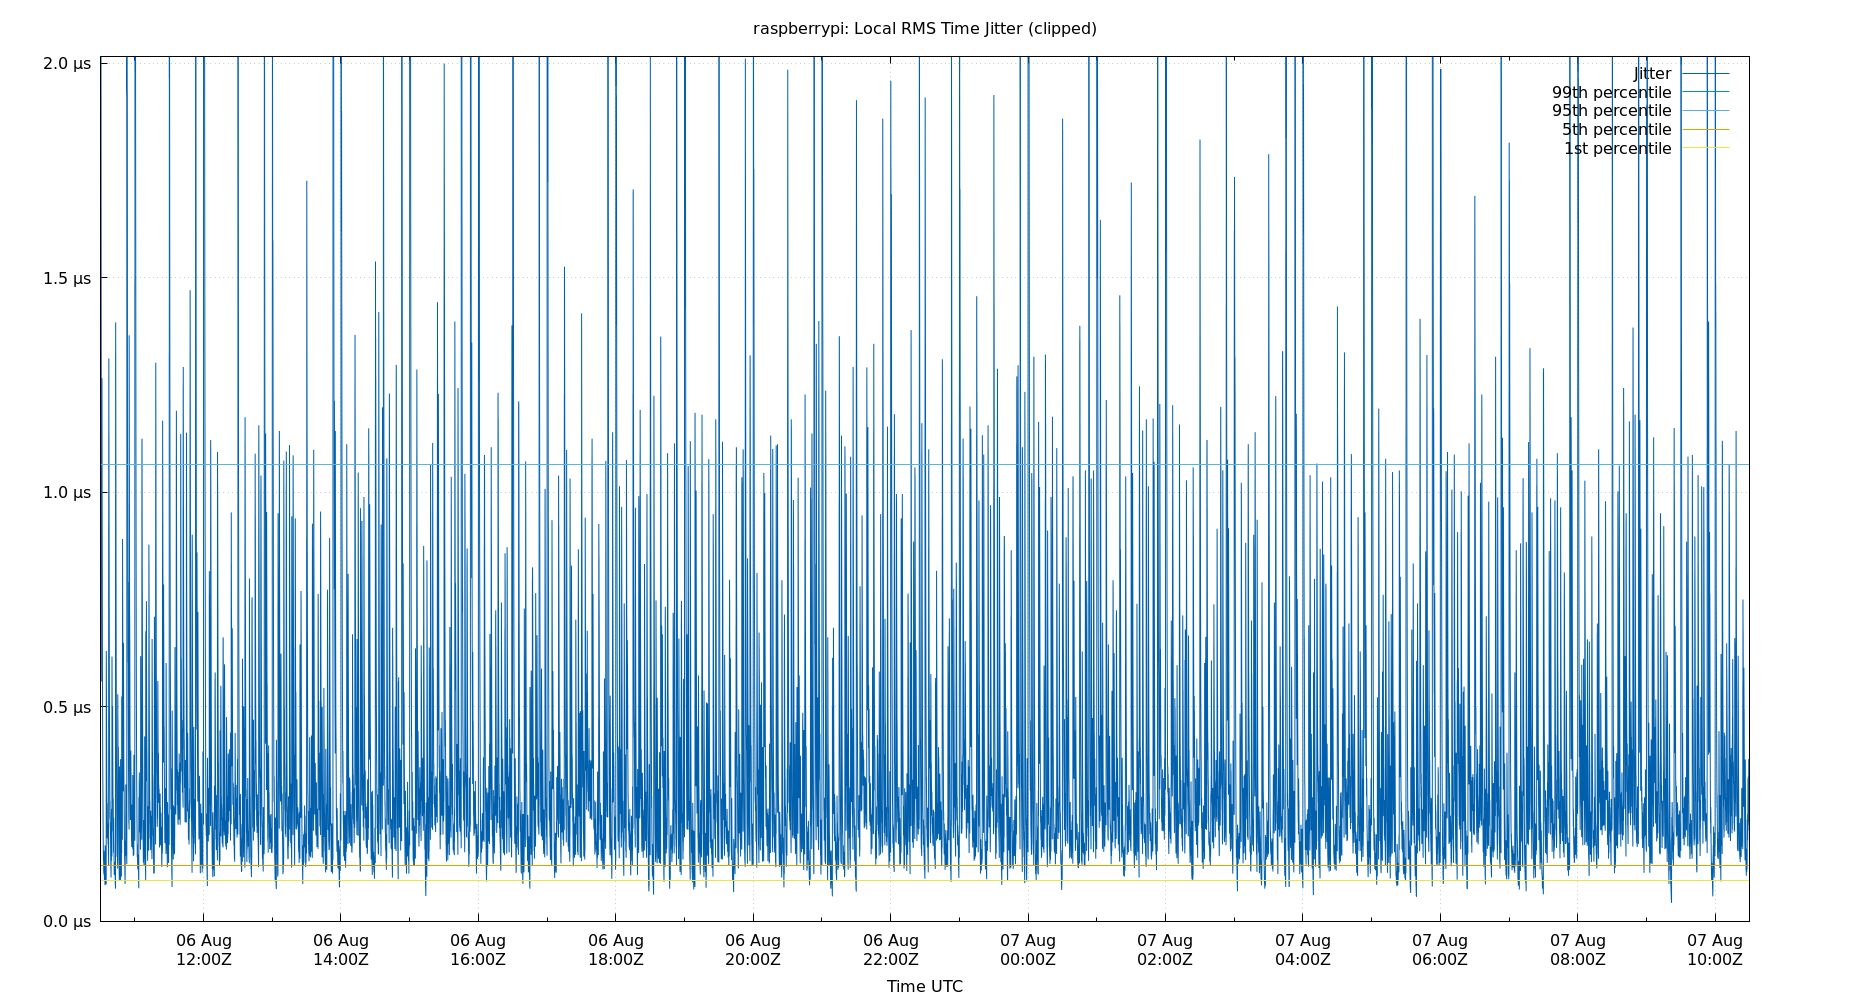 raspberrypi: Local RMS Time Jitter (clipped)
2.0 µs
1.5 µs
1.0 µs
0.5 µs
0.0 µs
Jitter
99th percentile
95th percentile
5th percentile
1st percentile
06 Aug 06 Aug 06 Aug 06 Aug 06 Aug 06 Aug 07 Aug 07 Aug 07 Aug 07 Aug 07 Aug 07 Aug
12:00Z 14:00Z 16:00Z 18:00Z 20:00Z 22:00Z 00:00Z 02:00Z 04:00Z 06:00Z 08:00Z 10:00Z
Time UTC